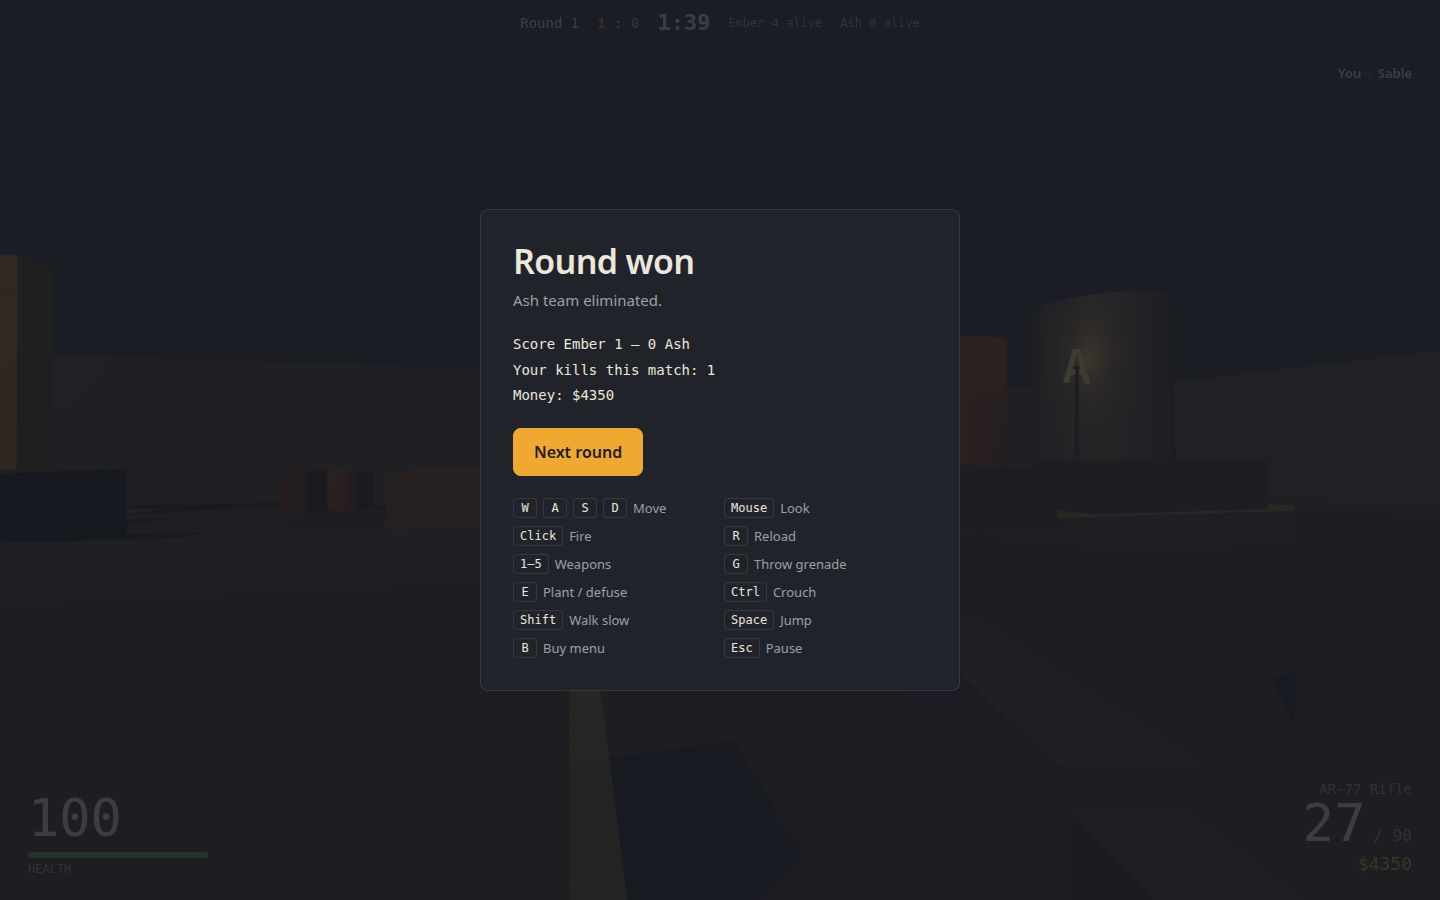 Round 1 1 : 0 1:39 Ember 4 alive Ash 0 alive
You Sable
A
Round won
Ash team eliminated.
Score Ember 1 — 0 Ash
Your kills this match: 1
Money: $4350
Next round
W A S D Move
Mouse Look
Click Fire
R Reload
1–5 Weapons
G Throw grenade
E Plant / defuse
Ctrl Crouch
Shift Walk slow
Space Jump
B Buy menu
Esc Pause
100
HEALTH
AR-77 Rifle
27 / 90
$4350